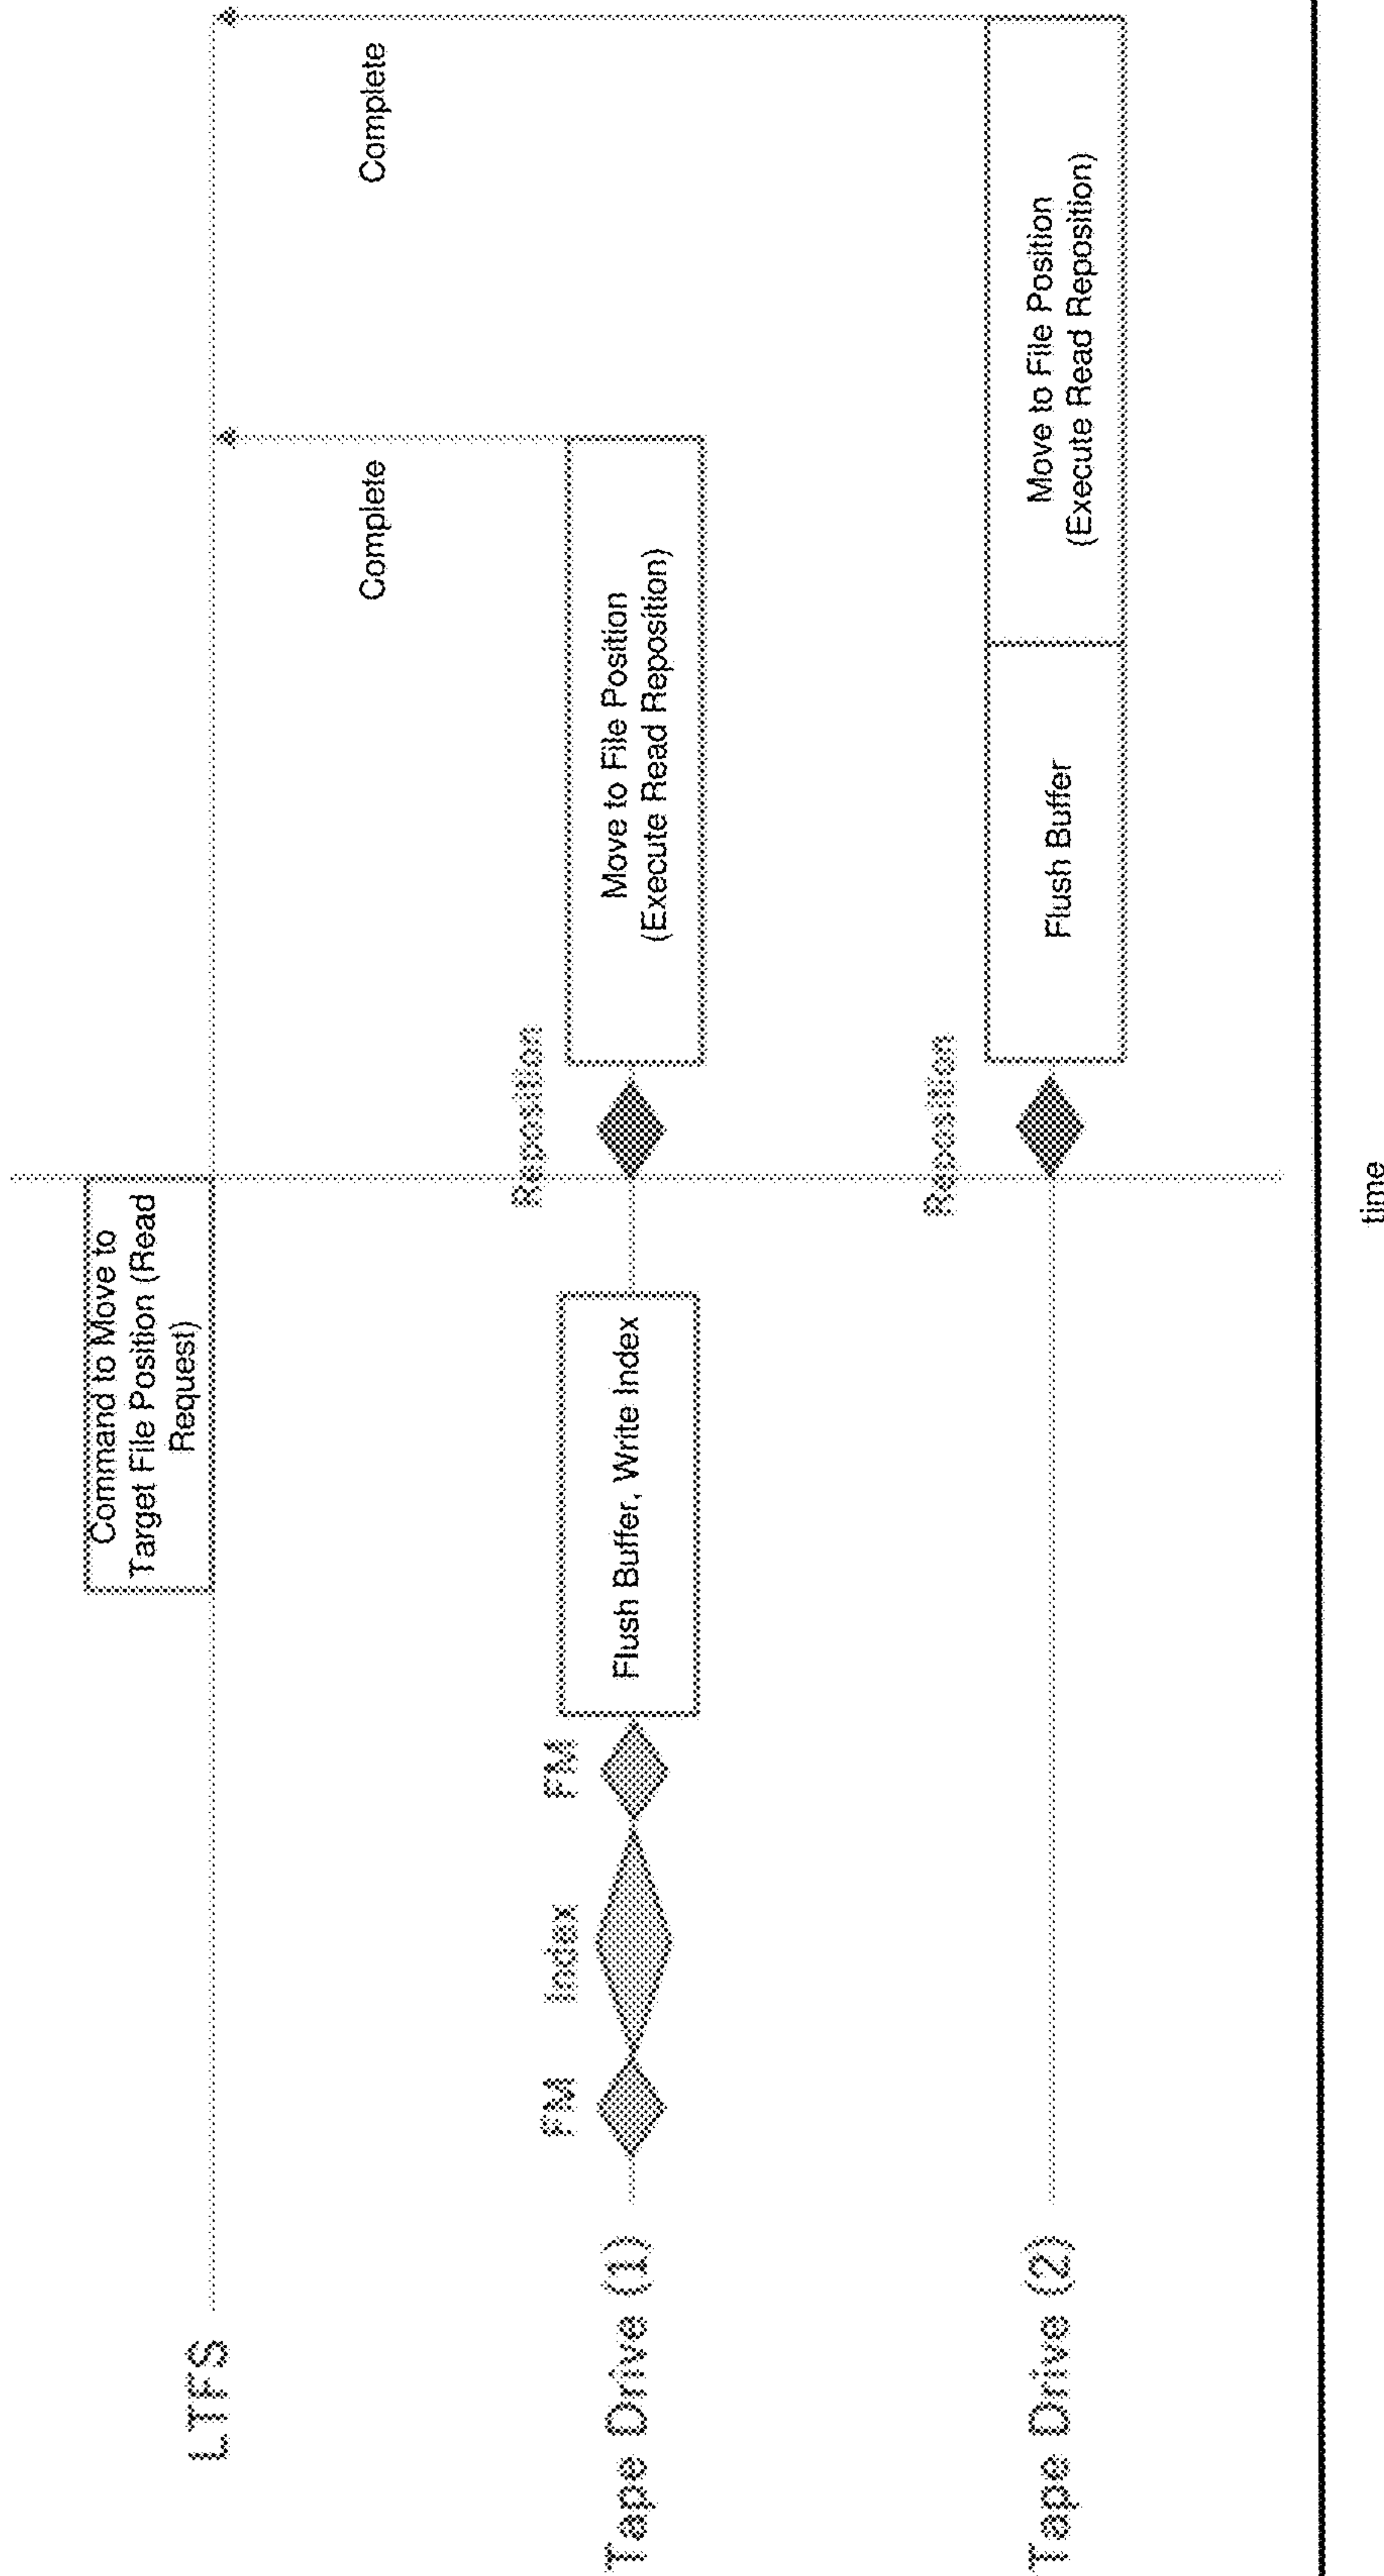 LTFS
Command to Move to
Target File Position (Read
Request)
Complete
Complete
Tape Drive (1)
FM
Index
FM
Flush Buffer, Write Index
Reposition
Move to File Position
(Execute Read Reposition)
Tape Drive (2)
Reposition
Flush Buffer
Move to File Position
(Execute Read Reposition)
time